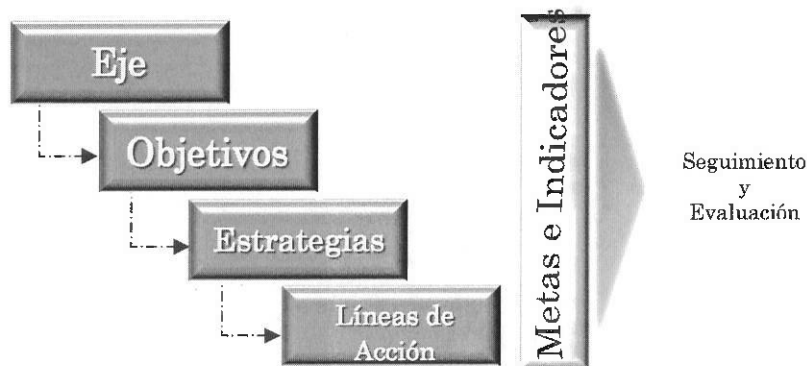 Eje
Objetivos
Estrategias
Líneas de
Acción
Metas e Indicadores
Seguimiento
y
Evaluación